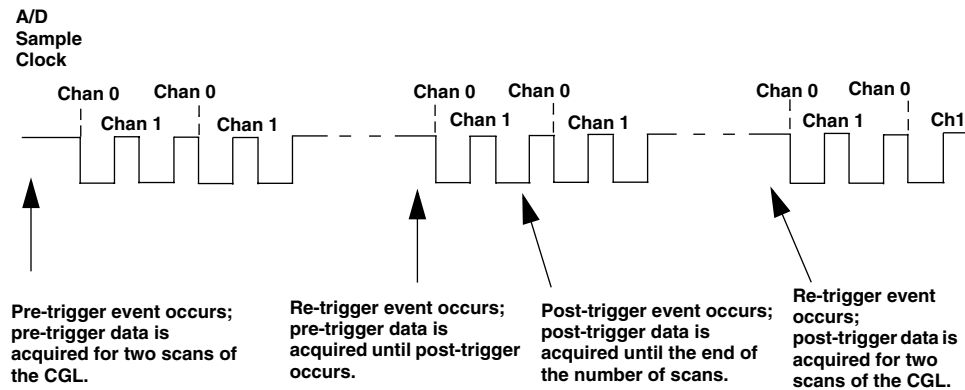 A/D
Sample
Clock
Chan 0 Chan 0 Chan 0 Chan 0 Chan 0 Chan 0
Chan 1 Chan 1 Chan 1 Chan 1 Chan 1 Ch1
Pre-trigger event occurs;
pre-trigger data is
acquired for two scans of
the CGL.
Re-trigger event occurs;
pre-trigger data is
acquired until post-trigger
occurs.
Post-trigger event occurs;
post-trigger data is
acquired until the end of
the number of scans.
Re-trigger event
occurs;
post-trigger data is
acquired for two
scans of the CGL.